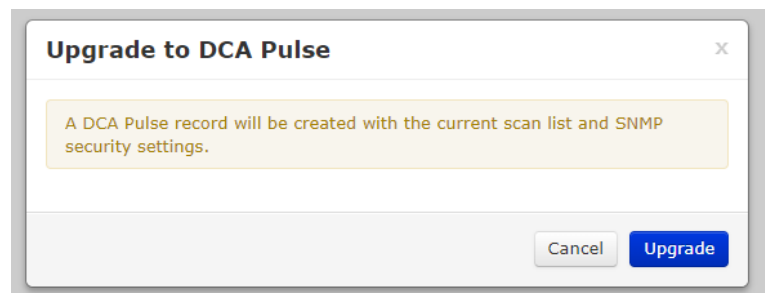 Upgrade to DCA Pulse
x
A DCA Pulse record will be created with the current scan list and SNMP
security settings.
Cancel Upgrade